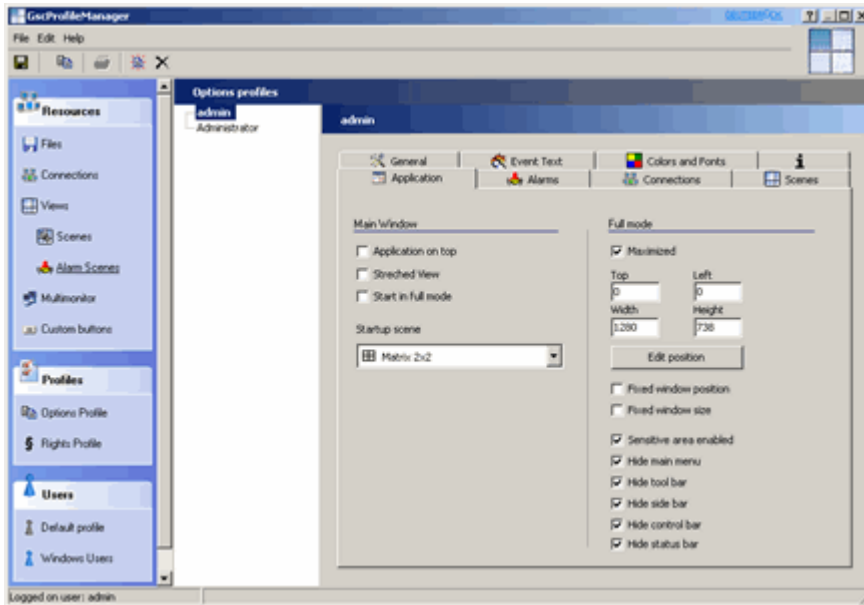 GscProfileManager
File Edit Help
Resources
Files
Connections
Views
Scenes
Alarm Scenes
Multimonitor
Custom buttons
Profiles
Options Profile
Rights Profile
Users
Default profile
Windows Users
Options profiles
admin
Administrator
admin
General Event Text Colors and Fonts
Application Alarms Connections Scenes
Main Window
Application on top
Streched View
Start in full mode
Startup scene
Matrix 2x2
Full mode
Maximized
Top Left
0 0
Width Height
1280 738
Edit position
Fixed window position
Fixed window size
Sensitive area enabled
Hide main menu
Hide tool bar
Hide side bar
Hide control bar
Hide status bar
Logged on user: admin